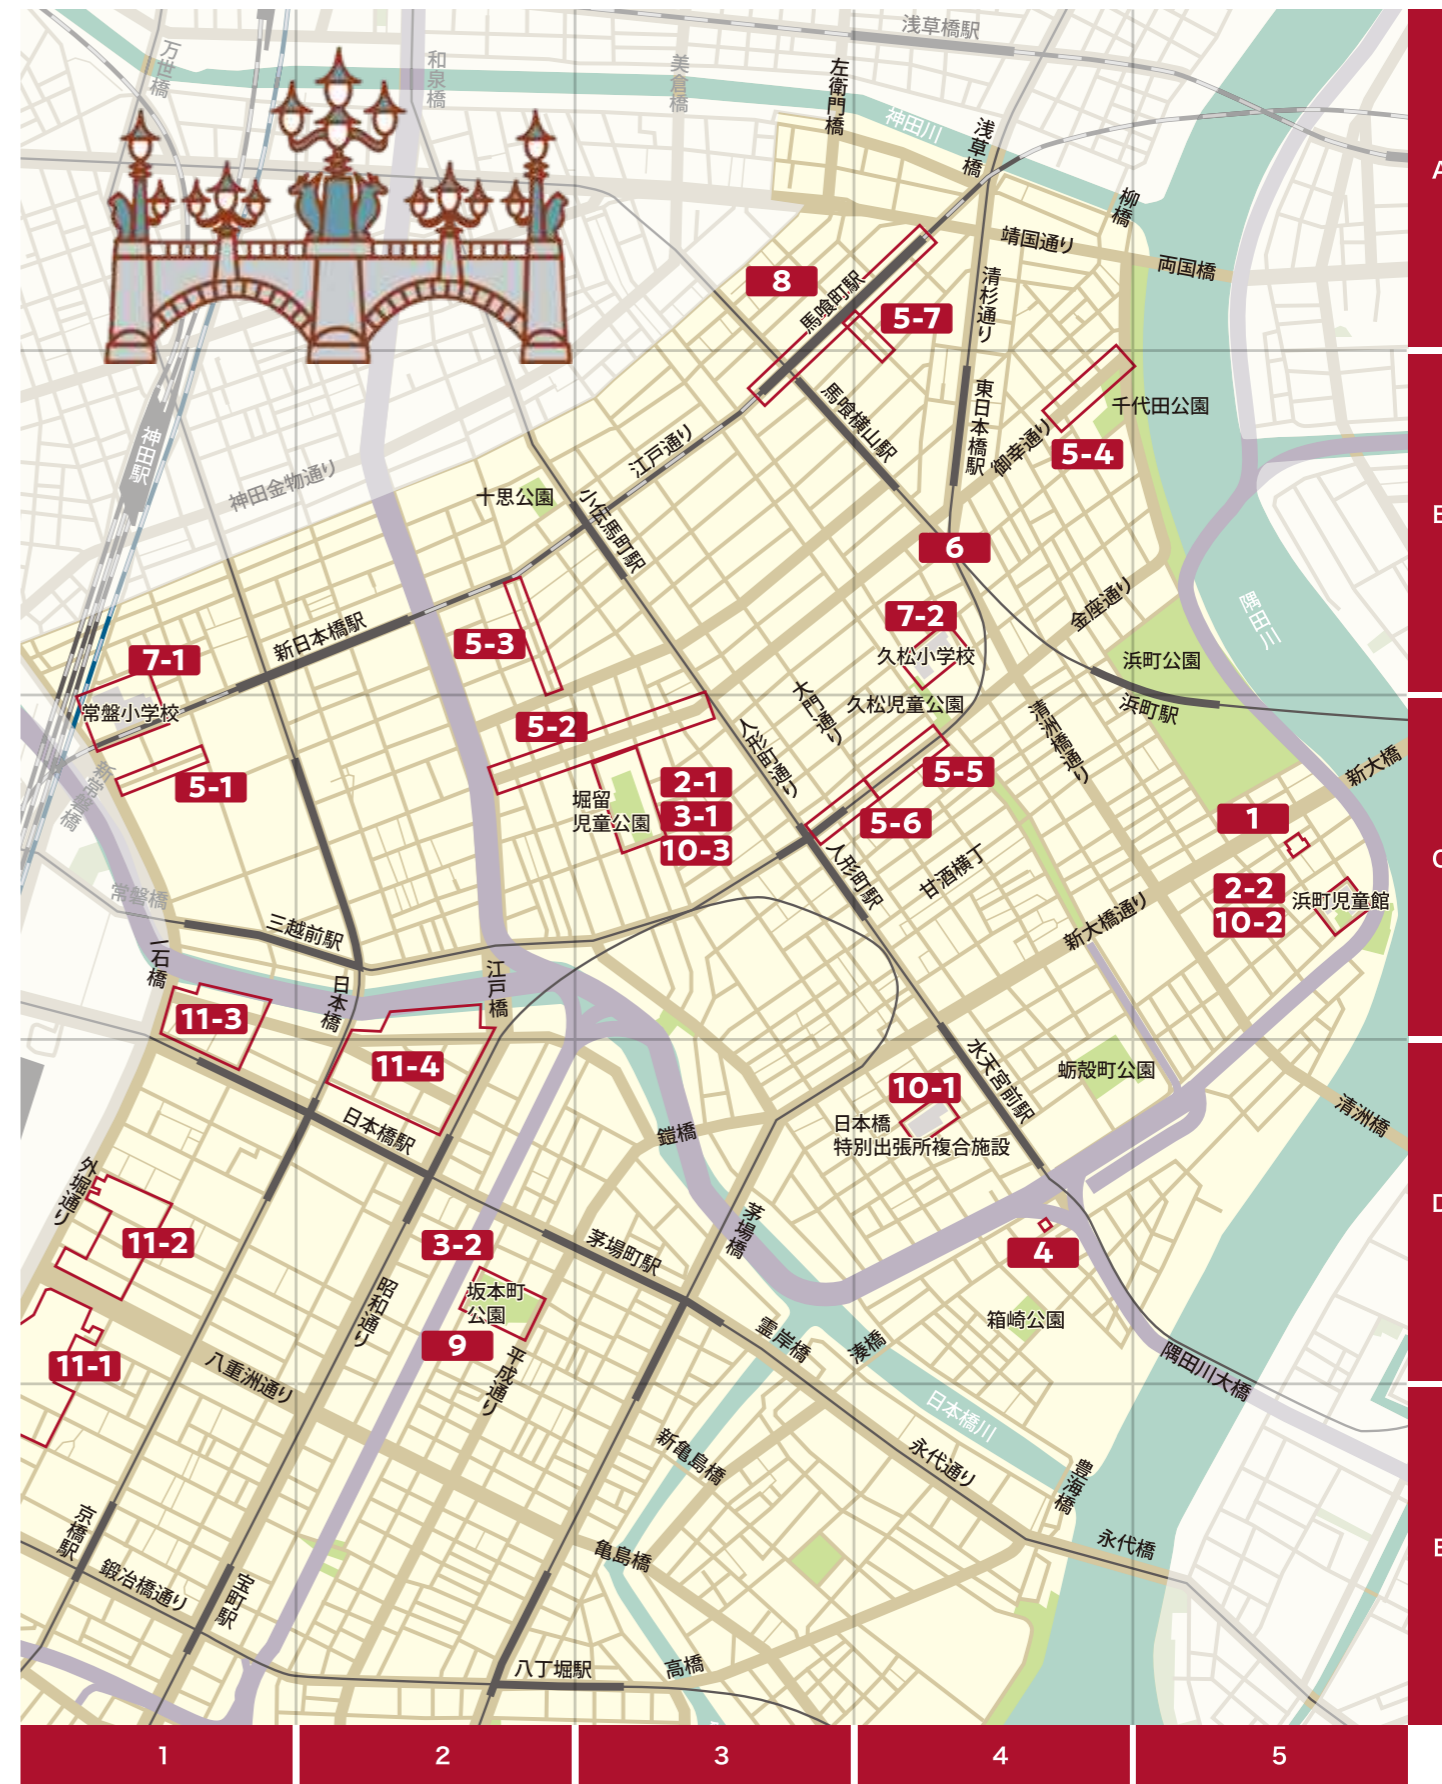 浅草橋駅
万世橋
和泉橋
美倉橋
左衛門橋
神田川
浅草橋
柳橋
靖国通り
両国橋
A
8
馬喰町駅
5-7
清杉通り
馬喰横山駅
東日本橋駅
千代田公園
御幸通り
5-4
神田駅
神田金物通り
江戸通り
十思公園
小伝馬町駅
6
金座通り
隅田川
7-2
久松小学校
新日本橋駅
5-3
7-1
常盤小学校
浜町公園
浜町駅
久松児童公園
大門通り
清洲橋通り
人形町通り
5-2
5-1
新常盤橋
堀留
児童公園
2-1
3-1
10-3
5-5
5-6
新大橋
1
2-2
10-2
浜町児童館
人形町駅
甘酒横丁
新大橋通り
常盤橋
三越前駅
一石橋
日本橋
江戸橋
11-3
11-4
日本橋駅
10-1
日本橋
特別出張所複合施設
水天宮前駅
蛎殻町公園
清洲橋
鎧橋
外堀通り
11-2
3-2
坂本町
公園
9
茅場町駅
茅場橋
4
箱崎公園
昭和通り
11-1
八重洲通り
平成通り
霊岸橋
湊橋
隅田川大橋
日本橋川
新亀島橋
永代通り
豊海橋
永代橋
京橋駅
鍛冶橋通り
宝町駅
亀島橋
八丁堀駅
高橋
1
2
3
4
5